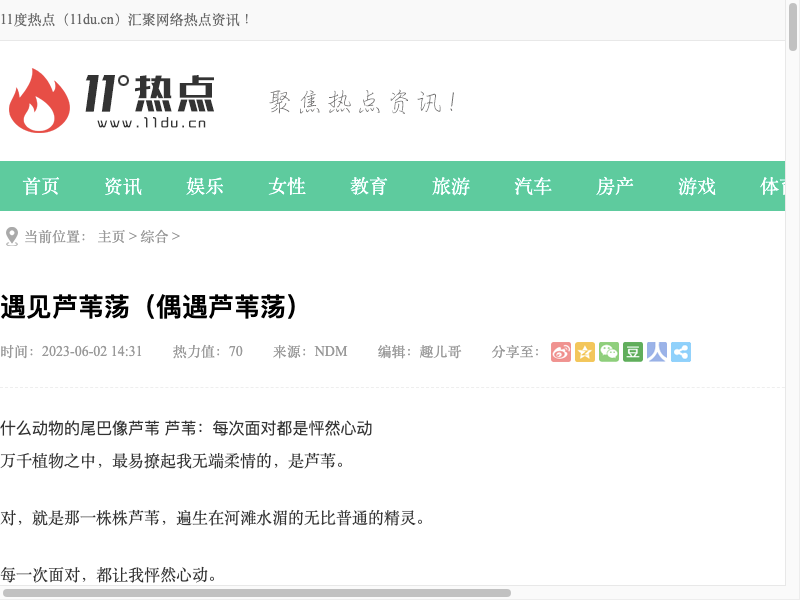 11度热点（11du.cn）汇聚网络热点资讯！
11°热点
www.11du.cn
聚焦热点资讯！
首页 资讯 娱乐 女性 教育 旅游 汽车 房产 游戏 体育
当前位置： 主页 > 综合 >
遇见芦苇荡（偶遇芦苇荡）
时间：2023-06-02 14:31 热力值：70 来源：NDM 编辑：趣儿哥 分享至： 豆
什么动物的尾巴像芦苇 芦苇：每次面对都是怦然心动
万千植物之中，最易撩起我无端柔情的，是芦苇。
对，就是那一株株芦苇，遍生在河滩水湄的无比普通的精灵。
每一次面对，都让我怦然心动。